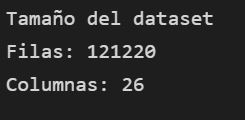 Tamaño del dataset
Filas: 121220
Columnas: 26